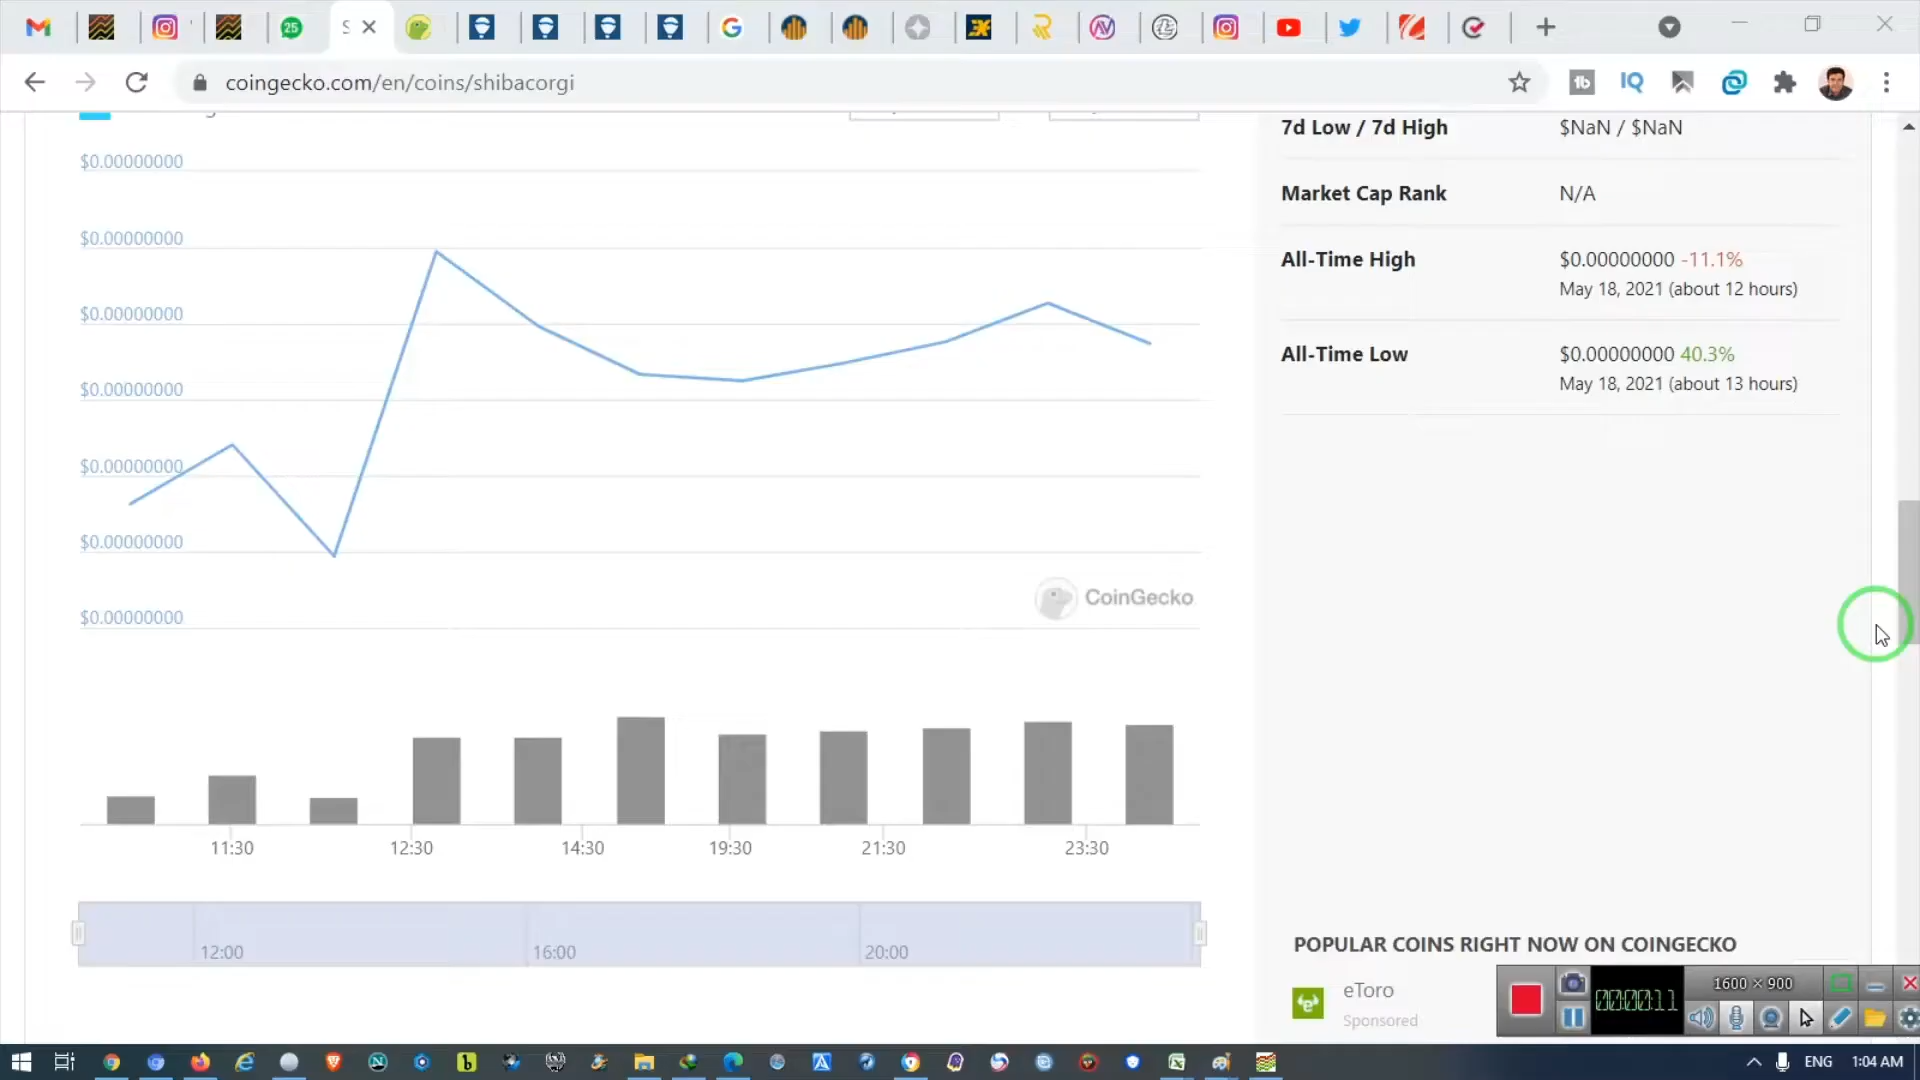 25
S
coingecko.com/en/coins/shibacorgi
$0.00000000
$0.00000000
$0.00000000
$0.00000000
$0.00000000
$0.00000000
$0.00000000
CoinGecko
11:30 12:30 14:30 19:30 21:30 23:30
12:00 16:00 20:00
7d Low / 7d High $NaN / $NaN
Market Cap Rank N/A
All-Time High $0.00000000 -11.1%
May 18, 2021 (about 12 hours)
All-Time Low $0.00000000 40.3%
May 18, 2021 (about 13 hours)
POPULAR COINS RIGHT NOW ON COINGECKO
eToro
Sponsored
1600 × 900
00:00:11
ENG 1:04 AM